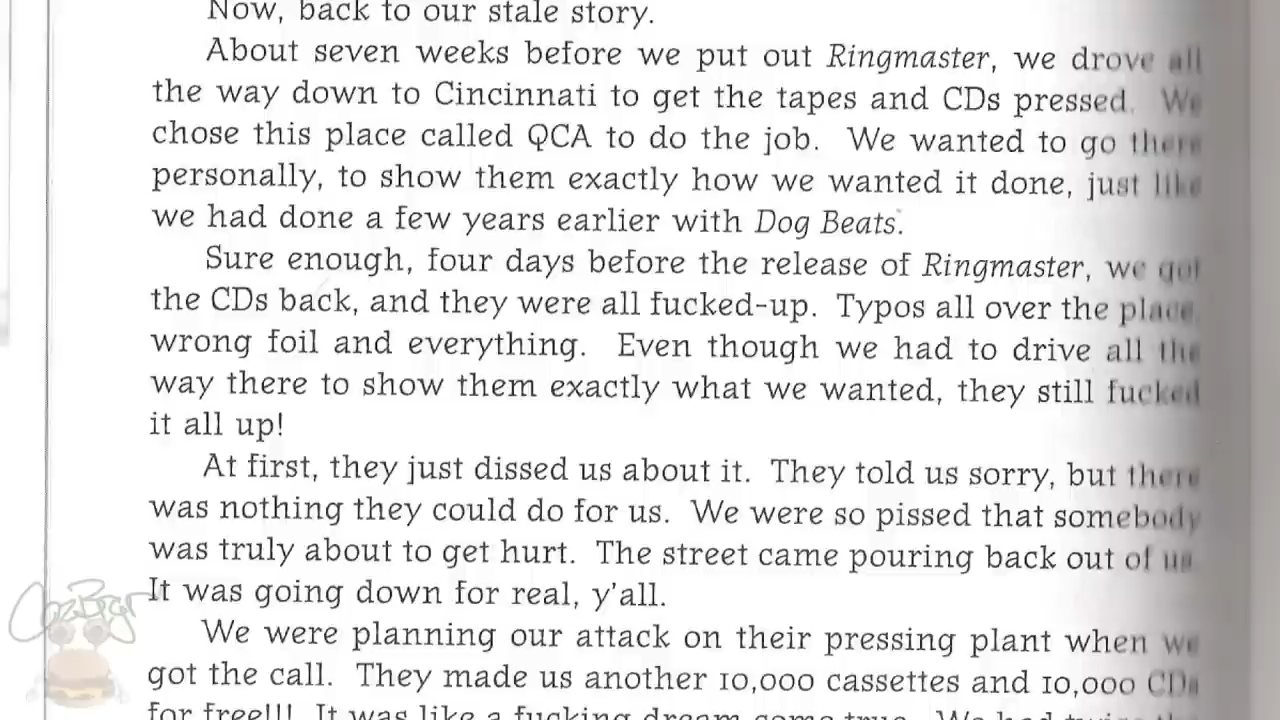 Now, back to our stale story.
About seven weeks before we put out Ringmaster, we drove all
the way down to Cincinnati to get the tapes and CDs pressed. We
chose this place called QCA to do the job. We wanted to go there
personally, to show them exactly how we wanted it done, just like
we had done a few years earlier with Dog Beats.
Sure enough, four days before the release of Ringmaster, we got
the CDs back, and they were all fucked-up. Typos all over the place,
wrong foil and everything. Even though we had to drive all the
way there to show them exactly what we wanted, they still fucked
it all up!
At first, they just dissed us about it. They told us sorry, but there
was nothing they could do for us. We were so pissed that somebody
was truly about to get hurt. The street came pouring back out of us.
It was going down for real, y'all.
We were planning our attack on their pressing plant when we
got the call. They made us another 10,000 cassettes and 10,000 CDs
for free!!! It was like a fucking dream come true. We had twice the